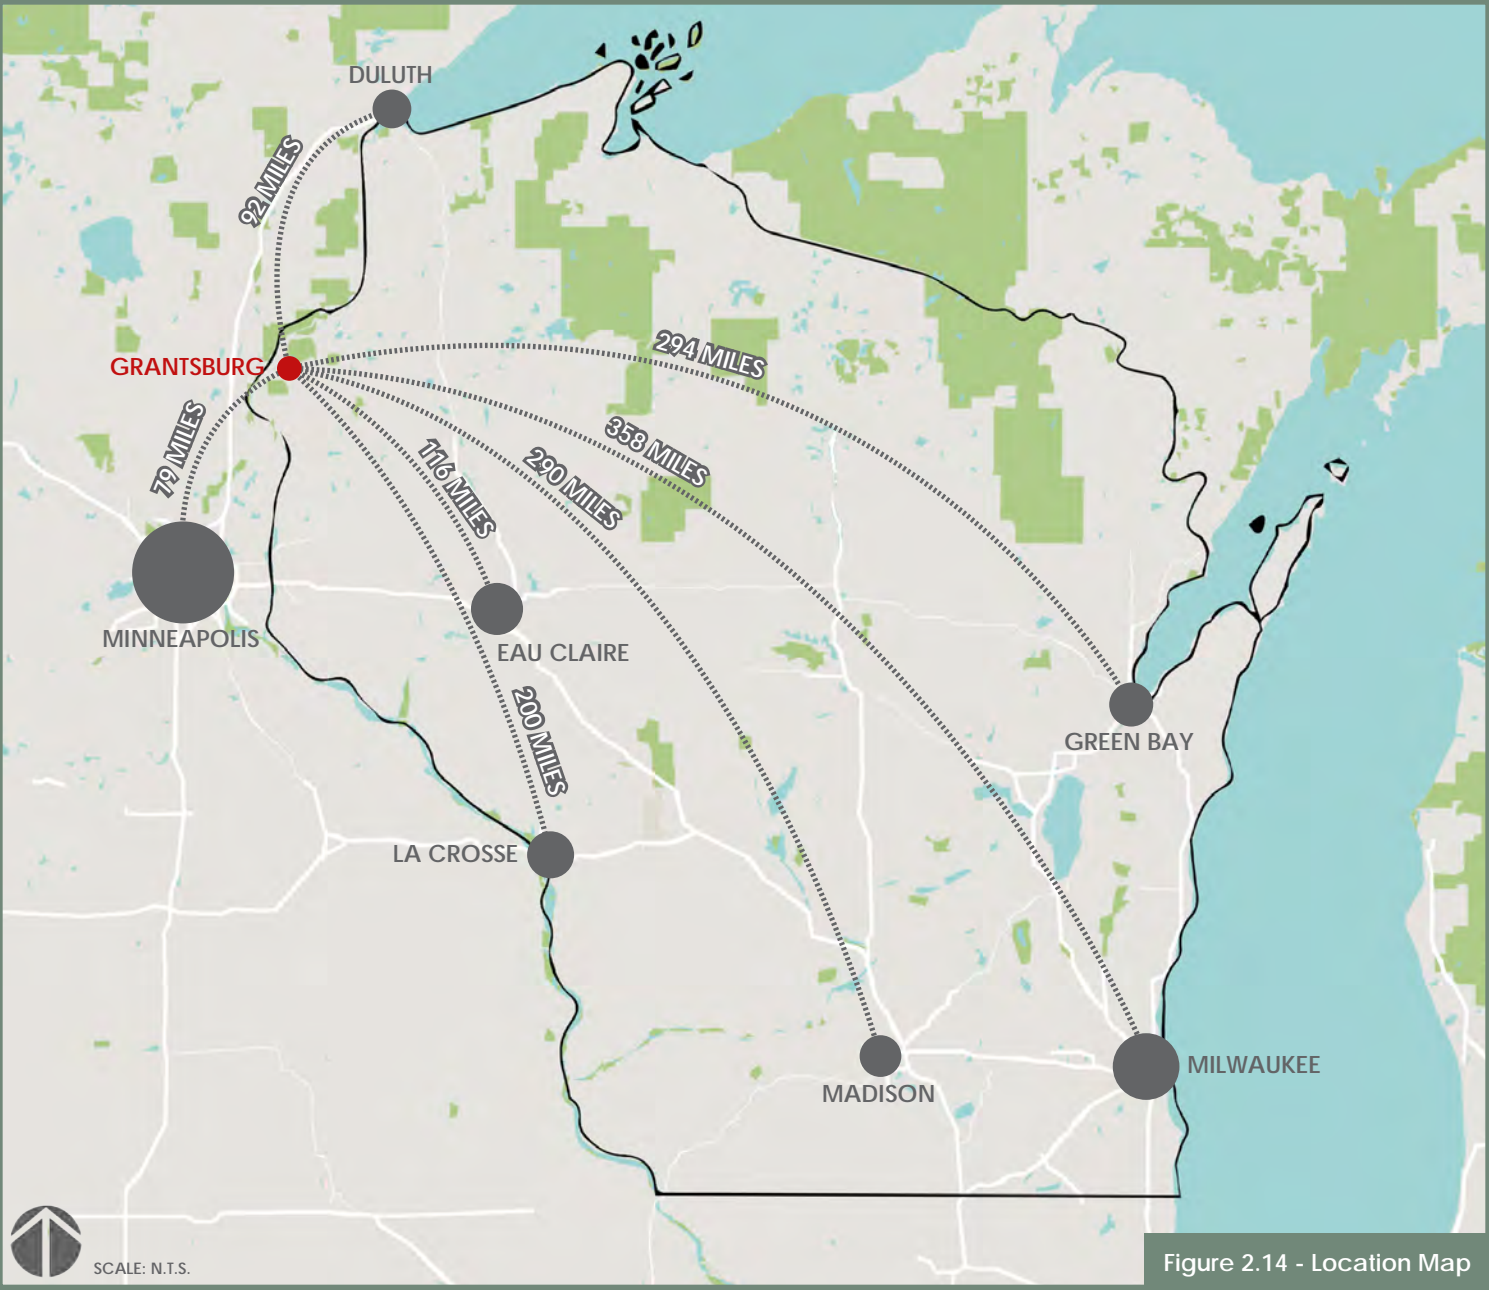 DULUTH
92 MILES
294 MILES
GRANTSBURG
79 MILES
116 MILES
290 MILES
358 MILES
MINNEAPOLIS
EAU CLAIRE
200 MILES
GREEN BAY
LA CROSSE
MILWAUKEE
MADISON
SCALE: N.T.S.
Figure 2.14 - Location Map